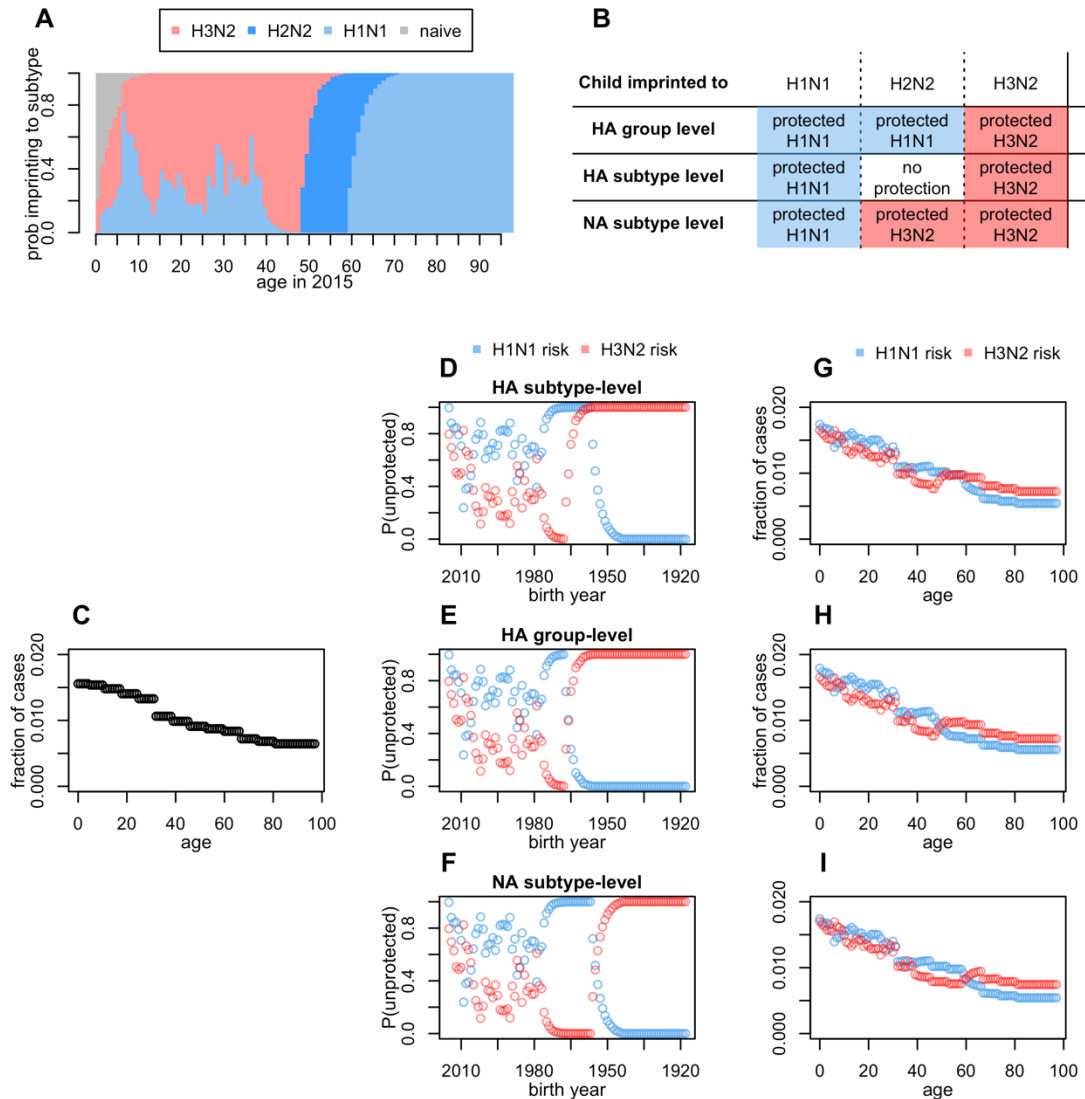 A
H3N2 H2N2 H1N1 naive
prob imprinting to subtype
0.0 0.4 0.8
0 10 20 30 40 50 60 70 80 90
age in 2015
B
Child imprinted to H1N1 H2N2 H3N2
HA group level protected H1N1 protected H1N1 protected H3N2
HA subtype level protected H1N1 no protection protected H3N2
NA subtype level protected H1N1 protected H3N2 protected H3N2
C
fraction of cases
0.000 0.010 0.020
0 20 40 60 80 100
age
H1N1 risk H3N2 risk
D
HA subtype-level
P(unprotected)
0.0 0.4 0.8
2010 1980 1950 1920
birth year
E
HA group-level
P(unprotected)
0.0 0.4 0.8
2010 1980 1950 1920
birth year
F
NA subtype-level
P(unprotected)
0.0 0.4 0.8
2010 1980 1950 1920
birth year
H1N1 risk H3N2 risk
G
fraction of cases
0.000 0.010 0.020
0 20 40 60 80 100
age
H
fraction of cases
0.000 0.010 0.020
0 20 40 60 80 100
age
I
fraction of cases
0.000 0.010 0.020
0 20 40 60 80 100
age